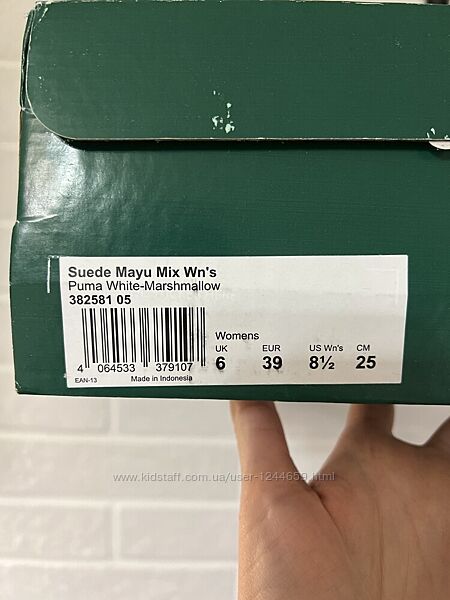 Suede Mayu Mix Wn's
Puma White-Marshmallow
382581 05
Womens
UK EUR US Wn's CM
6 39 8½ 25
4 064533 379107
EAN-13 Made in Indonesia
www.kidstaff.com.ua/user-1244659.html